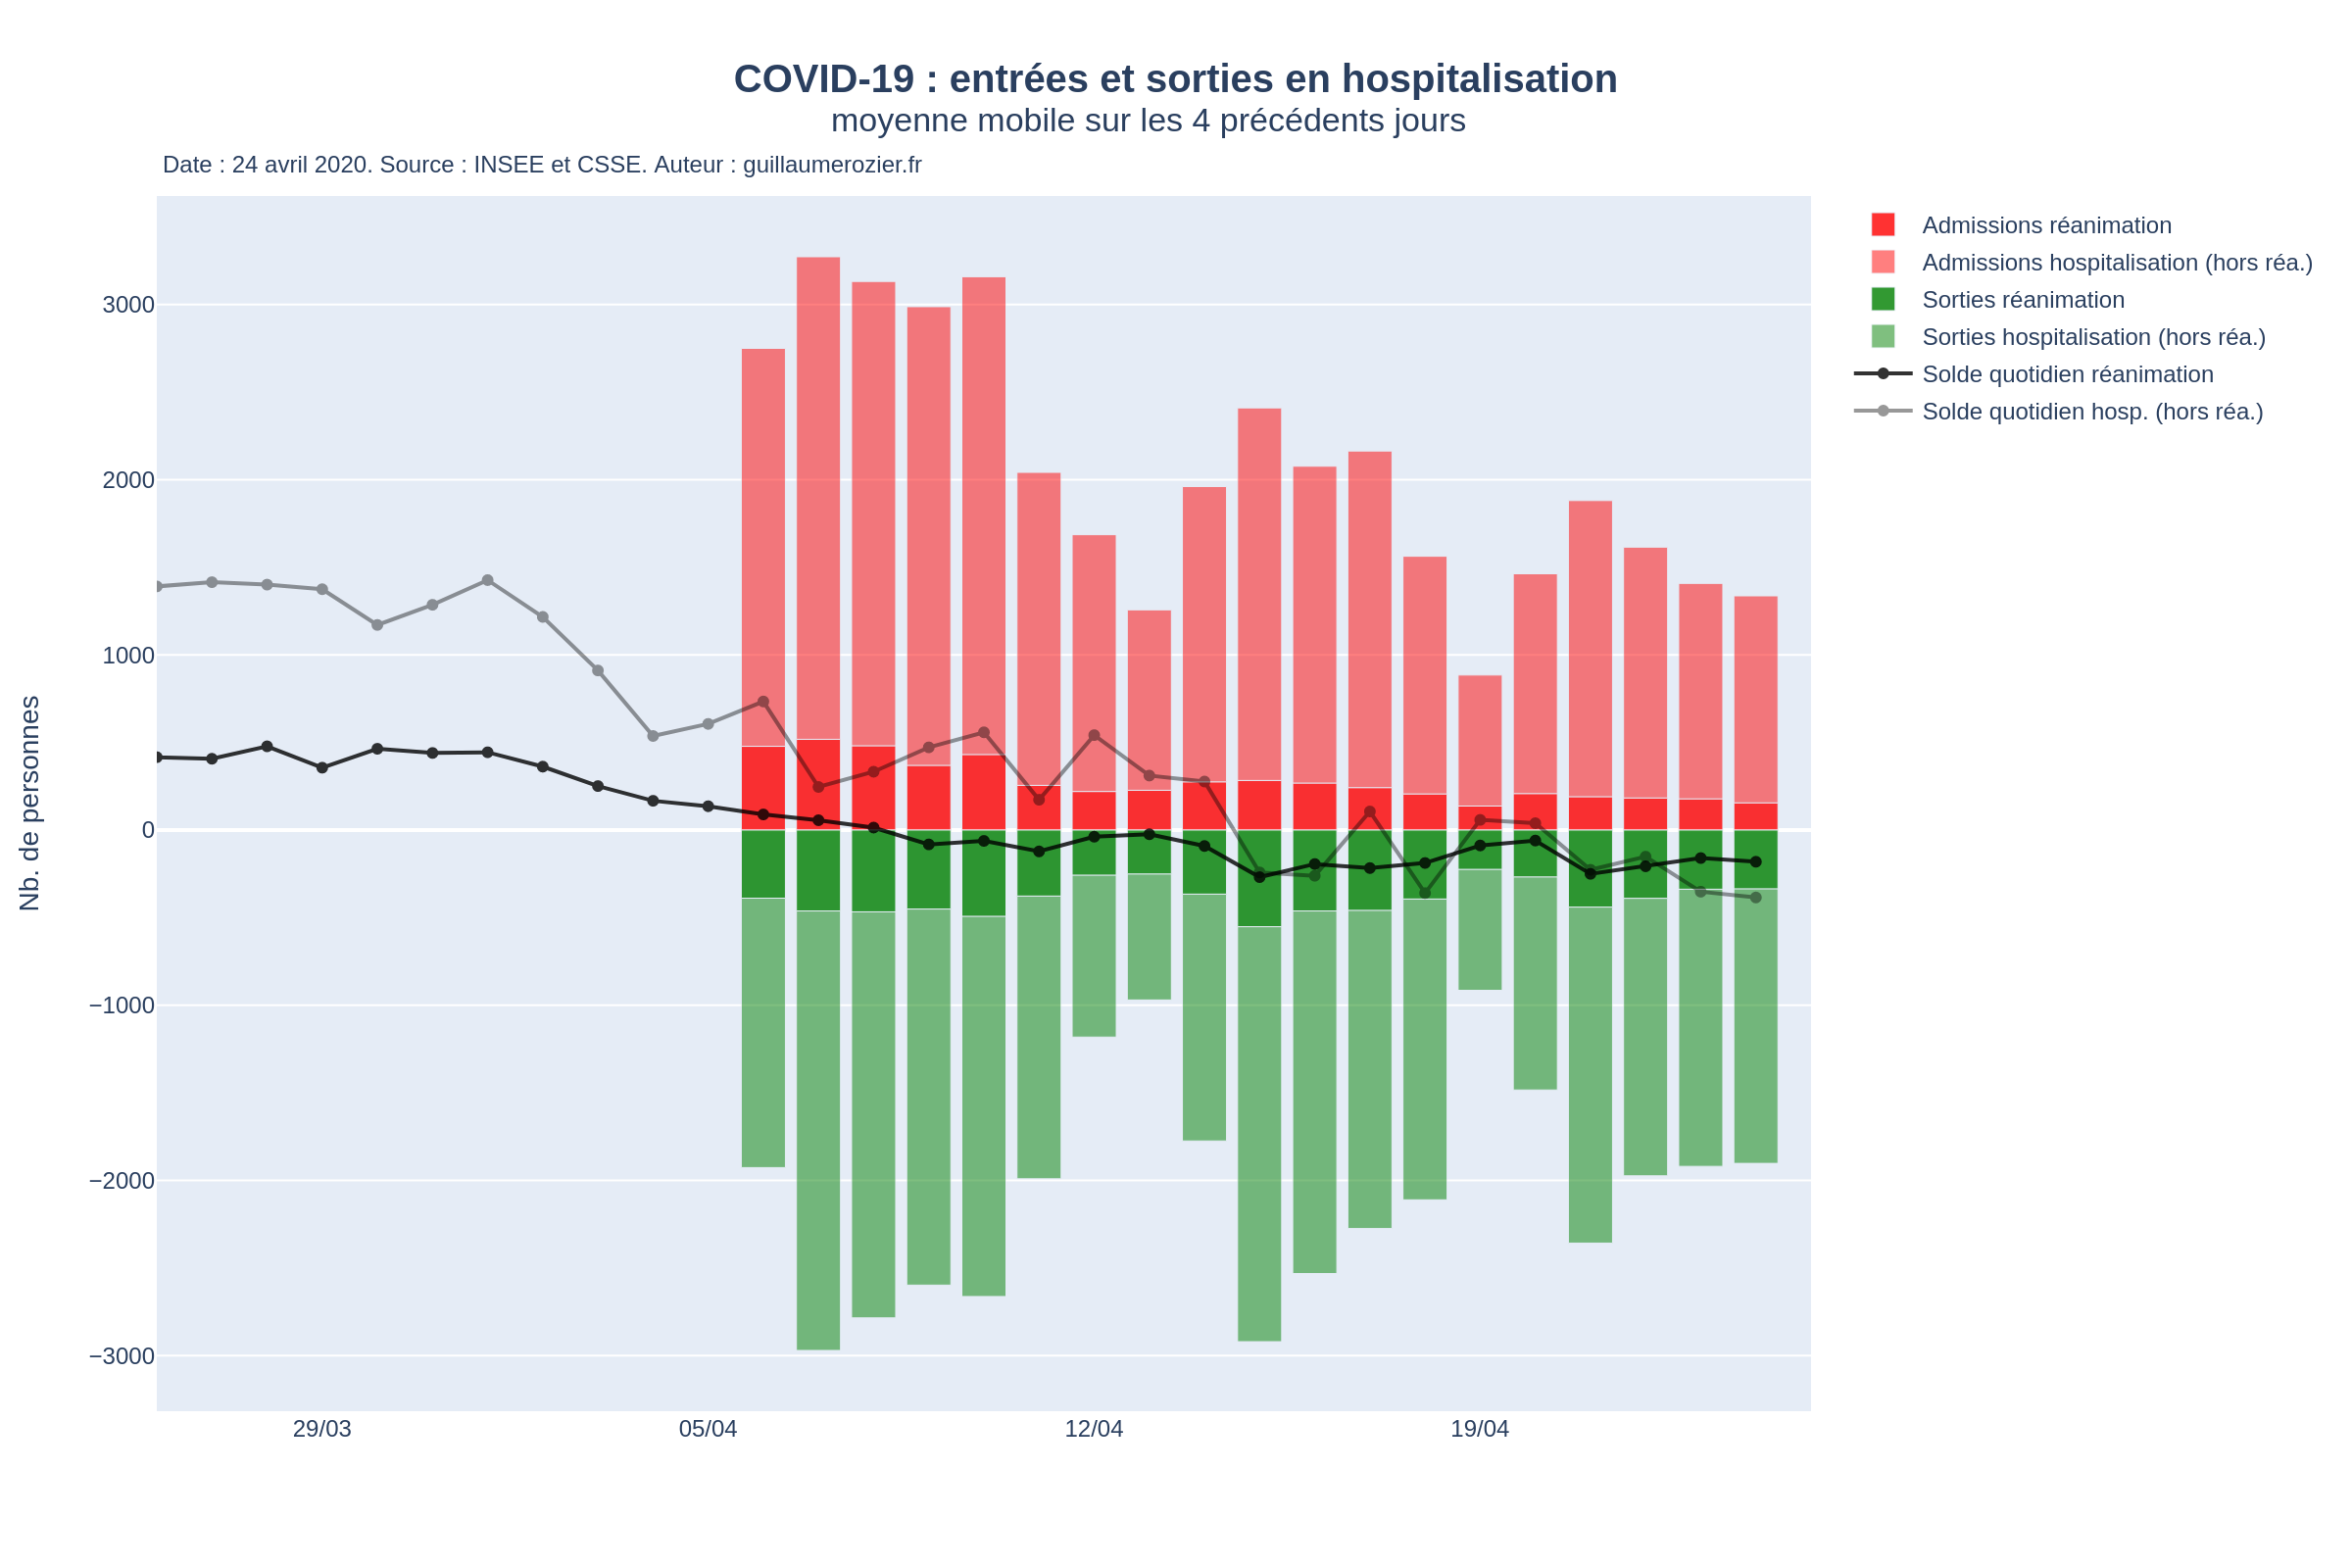 COVID-19 : entrées et sorties en hospitalisation
moyenne mobile sur les 4 précédents jours
Date : 24 avril 2020. Source : INSEE et CSSE. Auteur : guillaumerozier.fr
Admissions réanimation
Admissions hospitalisation (hors réa.)
Sorties réanimation
Sorties hospitalisation (hors réa.)
Solde quotidien réanimation
Solde quotidien hosp. (hors réa.)
Nb. de personnes
3000
2000
1000
0
−1000
−2000
−3000
29/03
05/04
12/04
19/04